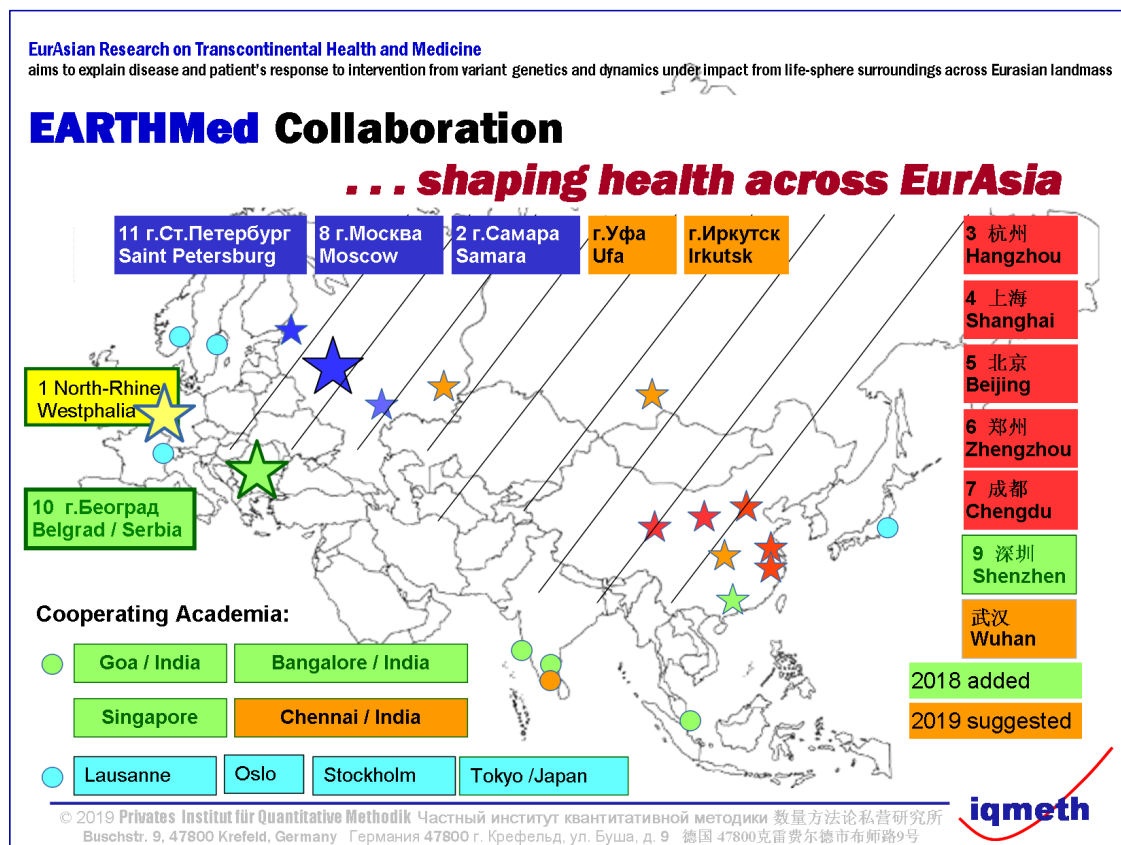 EurAsian Research on Transcontinental Health and Medicine
aims to explain disease and patient's response to intervention from variant genetics and dynamics under impact from life-sphere surroundings across Eurasian landmass
EARTHMed Collaboration
. . . shaping health across EurAsia
11 г.Ст.Петербург
Saint Petersburg
8 г.Москва
Moscow
2 г.Самара
Samara
г.Уфа
Ufa
г.Иркутск
Irkutsk
3 杭州
Hangzhou
4 上海
Shanghai
5 北京
Beijing
6 郑州
Zhengzhou
7 成都
Chengdu
9 深圳
Shenzhen
武汉
Wuhan
2018 added
2019 suggested
1 North-Rhine
Westphalia
10 г.Београд
Belgrad / Serbia
Cooperating Academia:
Goa / India
Bangalore / India
Singapore
Chennai / India
Lausanne
Oslo
Stockholm
Tokyo /Japan
iqmeth
© 2019 Privates Institut für Quantitative Methodik Частный институт квантитативной методики 数量方法论私营研究所
Buschstr. 9, 47800 Krefeld, Germany Германия 47800 г. Крефельд, ул. Буша, д. 9 德国 47800克雷费尔德市布师路9号